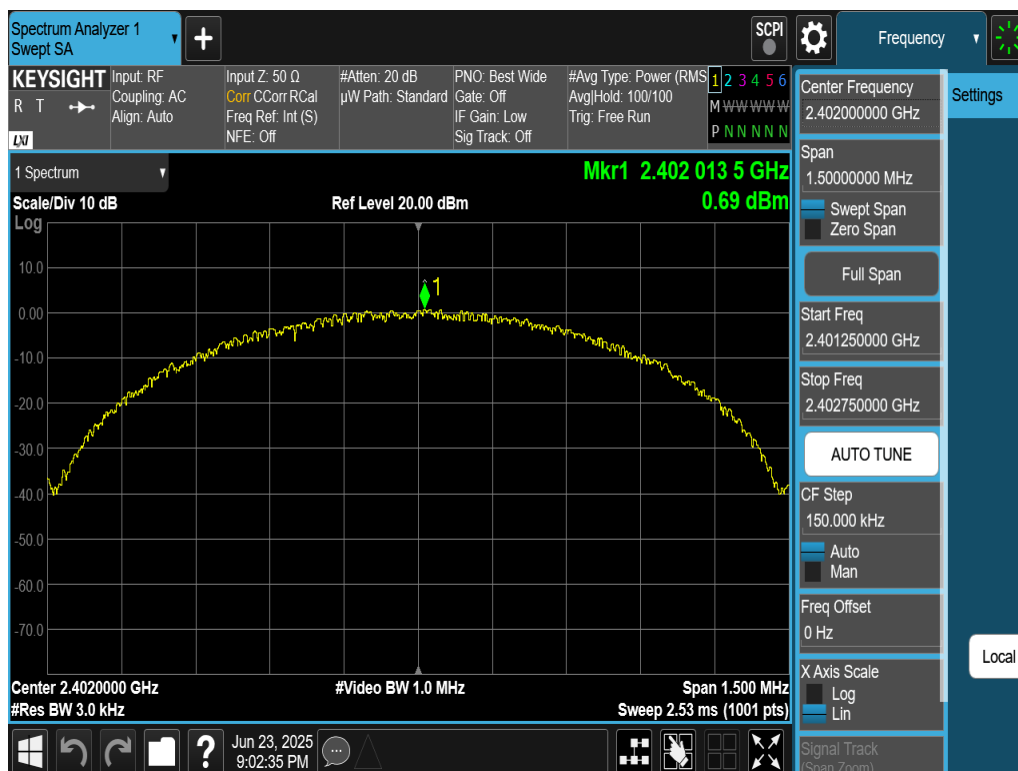 Spectrum Analyzer 1
Swept SA
+
SCPI
Frequency
KEYSIGHT
R T
LXI
Input: RF
Coupling: AC
Align: Auto
Input Z: 50 Ω
Corr CCorr RCal
Freq Ref: Int (S)
NFE: Off
#Atten: 20 dB
µW Path: Standard
PNO: Best Wide
Gate: Off
IF Gain: Low
Sig Track: Off
#Avg Type: Power (RMS
Avg|Hold: 100/100
Trig: Free Run
1 2 3 4 5 6
M W W W W W
P N N N N N
1 Spectrum
Mkr1 2.402 013 5 GHz
0.69 dBm
Scale/Div 10 dB
Ref Level 20.00 dBm
Log
1
10.0
0.00
-10.0
-20.0
-30.0
-40.0
-50.0
-60.0
-70.0
Center 2.4020000 GHz
#Video BW 1.0 MHz
Span 1.500 MHz
#Res BW 3.0 kHz
Sweep 2.53 ms (1001 pts)
Center Frequency
2.402000000 GHz
Span
1.50000000 MHz
Swept Span
Zero Span
Full Span
Start Freq
2.401250000 GHz
Stop Freq
2.402750000 GHz
AUTO TUNE
CF Step
150.000 kHz
Auto
Man
Freq Offset
0 Hz
X Axis Scale
Log
Lin
Signal Track
(Span Zoom)
Settings
Local
?
Jun 23, 2025
9:02:35 PM